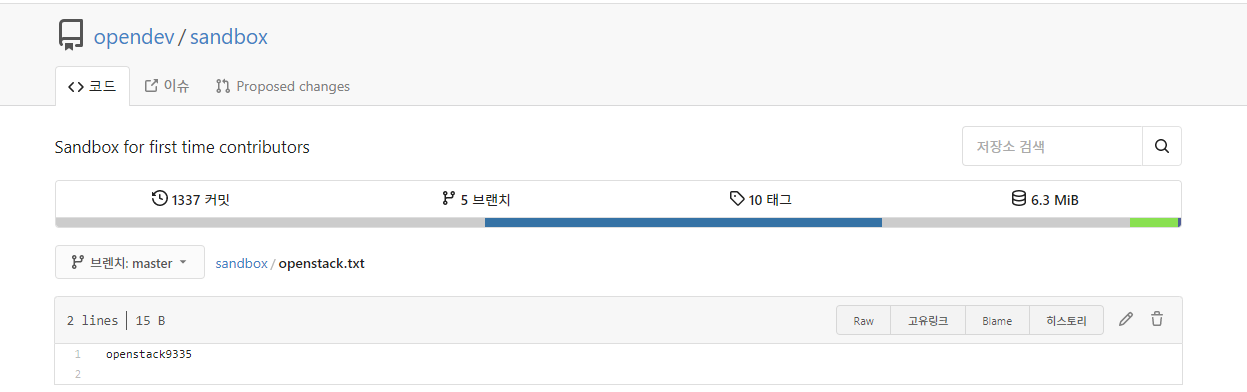 opendev/sandbox
코드 이슈 Proposed changes
Sandbox for first time contributors 저장소 검색
1337 커밋 5 브랜치 10 태그 6.3 MiB
브렌치: master sandbox / openstack.txt
2 lines 15 B Raw 고유링크 Blame 히스토리
1 openstack9335
2